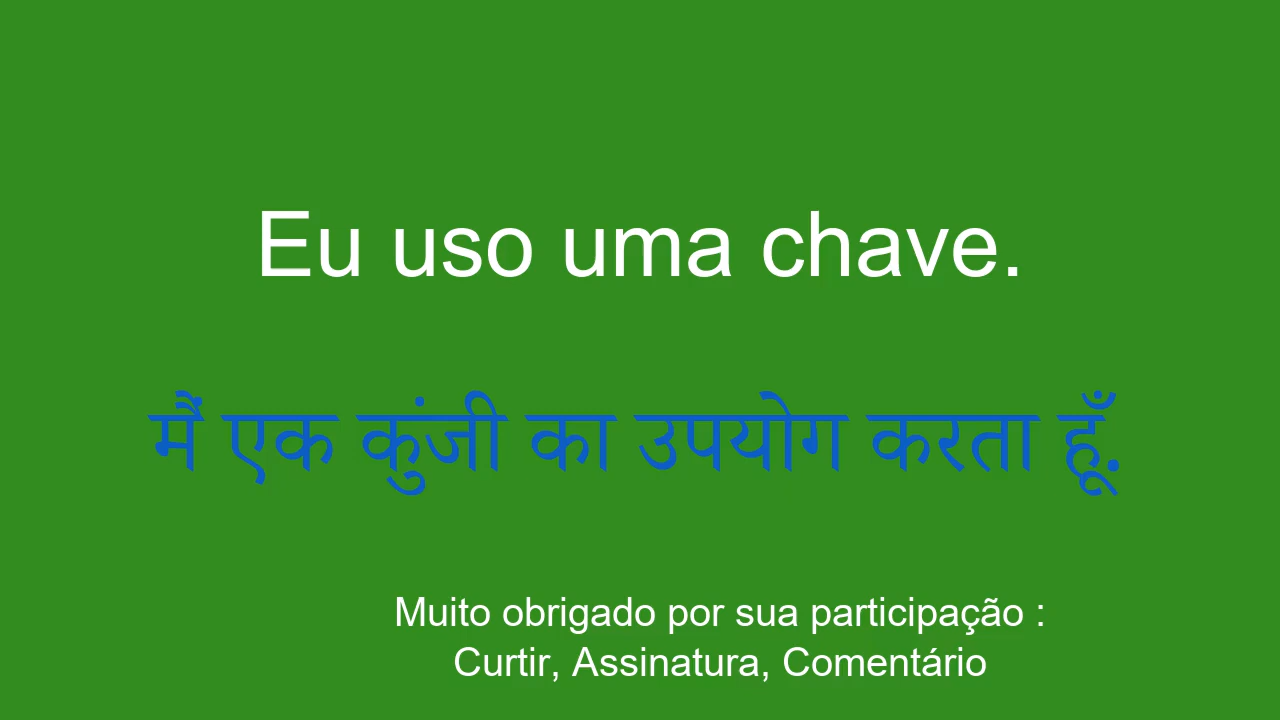 Eu uso uma chave.
मैं एक कुंजी का उपयोग करता हूँ.
Muito obrigado por sua participação :
Curtir, Assinatura, Comentário